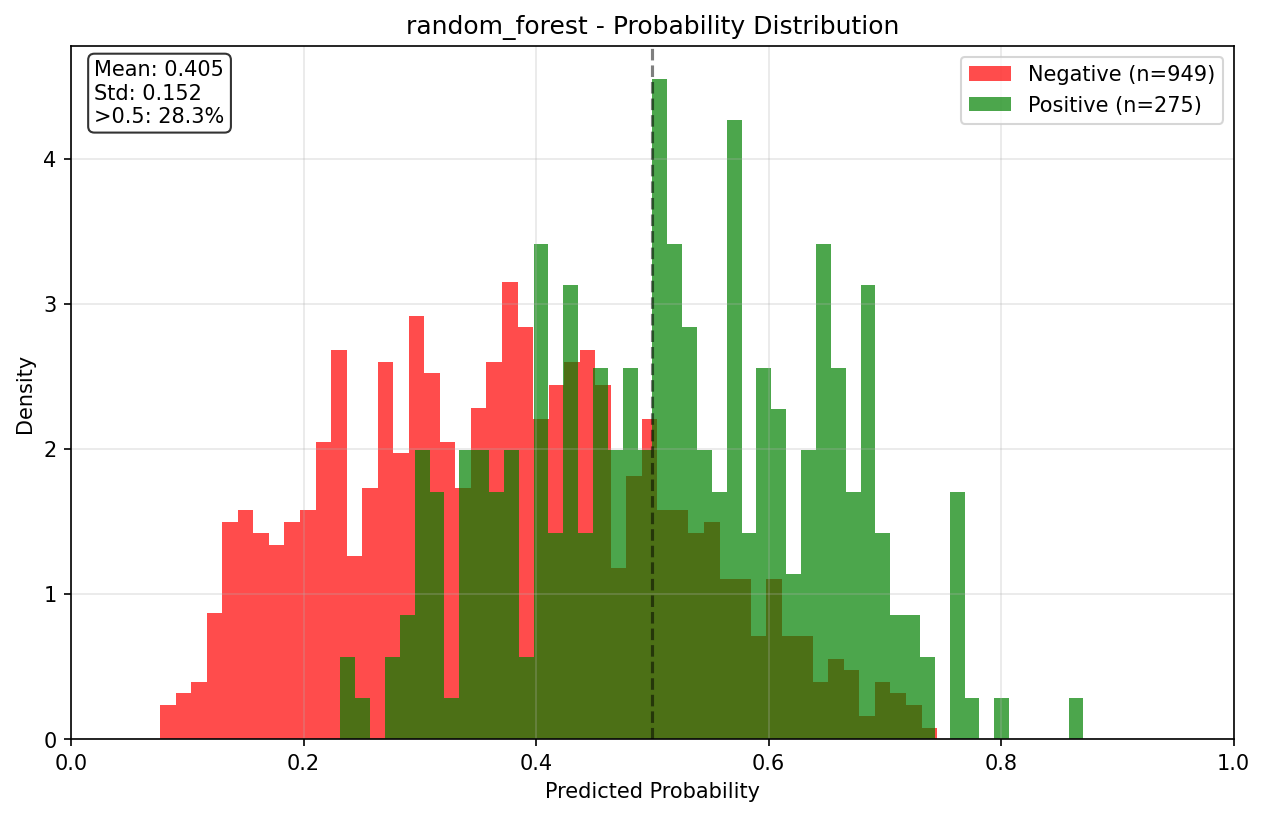 random_forest - Probability Distribution
Mean: 0.405
Std: 0.152
>0.5: 28.3%
Negative (n=949)
Positive (n=275)
Density
4
3
2
1
0
0.0 0.2 0.4 0.6 0.8 1.0
Predicted Probability